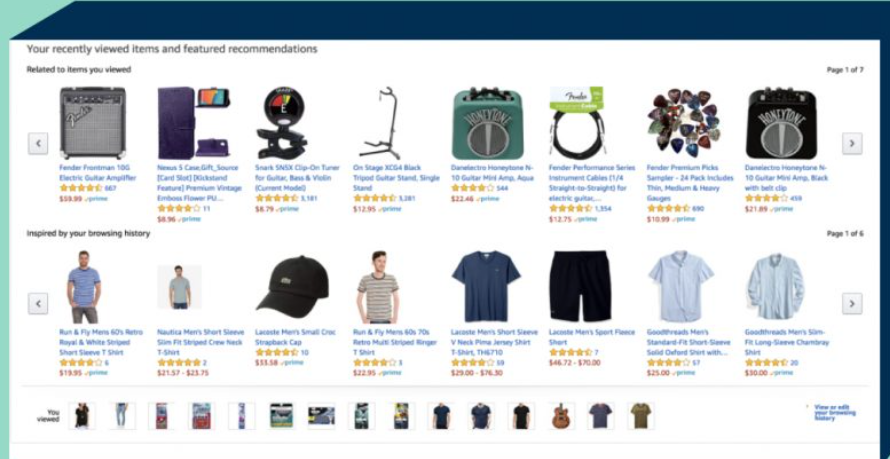 Your recently viewed items and featured recommendations
Related to items you viewed
Page 1 of 7
Fender Frontman 10G
Electric Guitar Amplifier
667
$59.99 prime
Nexus 5 Case,Gift_Source
[Card Slot] [Kickstand
Feature] Premium Vintage
Emboss Flower PU...
11
$8.96 prime
E
Snark SN5X Clip-On Tuner
for Guitar, Bass & Violin
(Current Model)
3,181
$8.79 prime
On Stage XCG4 Black
Tripod Guitar Stand, Single
Stand
3,281
$12.95 prime
HONEYTONE
Danelectro Honeytone N-
10 Guitar Mini Amp, Aqua
544
$22.46 prime
Fender
Fender Performance Series
Instrument Cables (1/4
Straight-to-Straight) for
electric guitar,...
1,354
$12.75 prime
Fender Premium Picks
Sampler - 24 Pack Includes
Thin, Medium & Heavy
Gauges
690
$10.99 prime
HONEYTONE
Danelectro Honeytone N-
10 Guitar Mini Amp, Black
with belt clip
459
$21.89 prime
Inspired by your browsing history
Page 1 of 6
Run & Fly Mens 60's Retro
Royal & White Striped
Short Sleeve T Shirt
6
$19.95 prime
Nautica Men's Short Sleeve
Slim Fit Striped Crew Neck
T-Shirt
2
$21.57 - $23.75
Lacoste Men's Small Croc
Strapback Cap
10
$33.58 prime
Run & Fly Mens 60s 70s
Retro Multi Striped Ringer
T Shirt
3
$22.95 prime
Lacoste Men's Short Sleeve
V Neck Pima Jersey Shirt
T-Shirt, TH6710
59
$29.00 - $76.30
Lacoste Men's Sport Fleece
Short
7
$46.72 - $70.00
Goodthreads Men's
Standard-Fit Short-Sleeve
Solid Oxford Shirt with...
57
$25.00 prime
Goodthreads Men's Slim-
Fit Long-Sleeve Chambray
Shirt
20
$30.00 prime
You
viewed
View or edit
your browsing
history